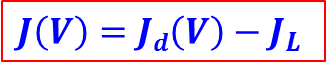 J(V) = J_d(V) − J_L